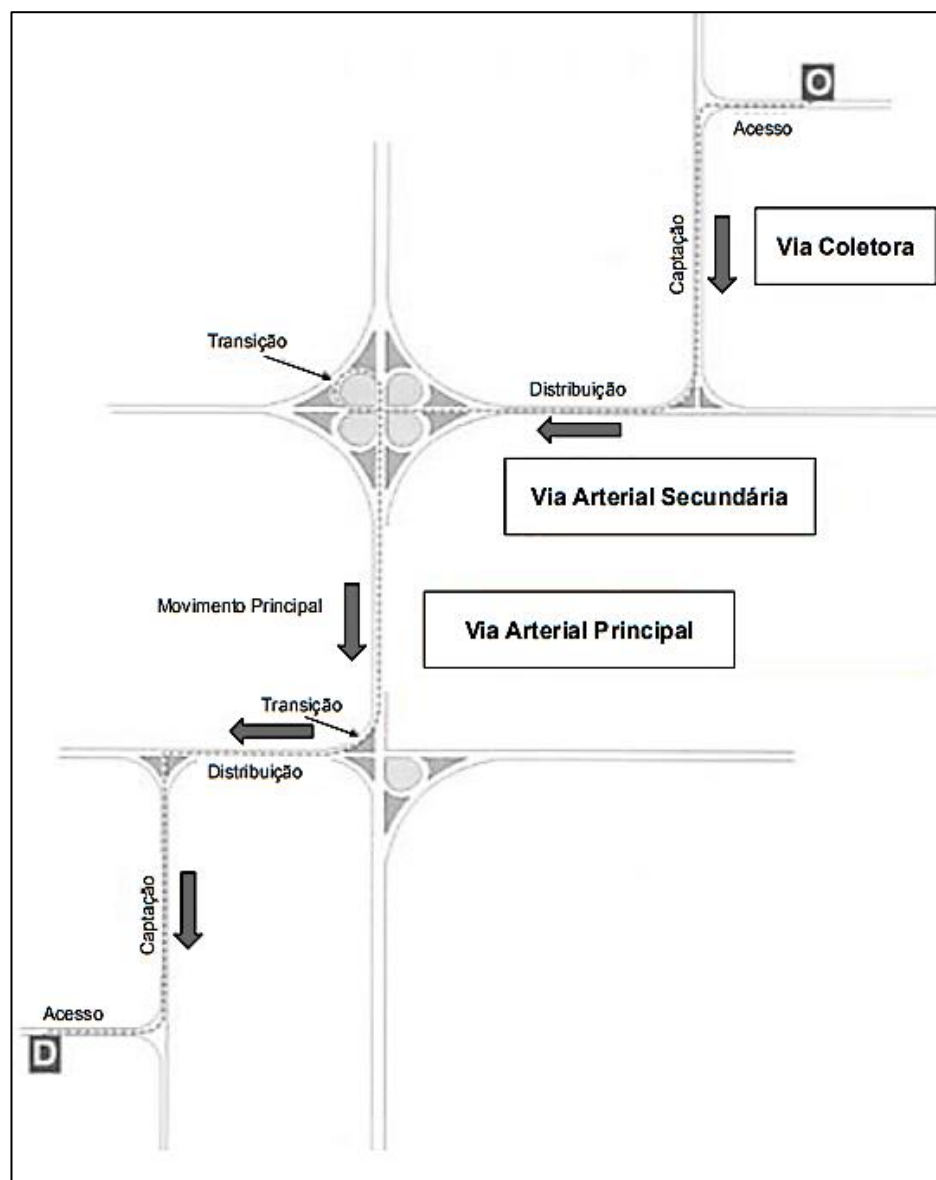 O
Acesso
Captação
Via Coletora
Transição
Distribuição
Via Arterial Secundária
Movimento Principal
Via Arterial Principal
Transição
Distribuição
Captação
Acesso
D